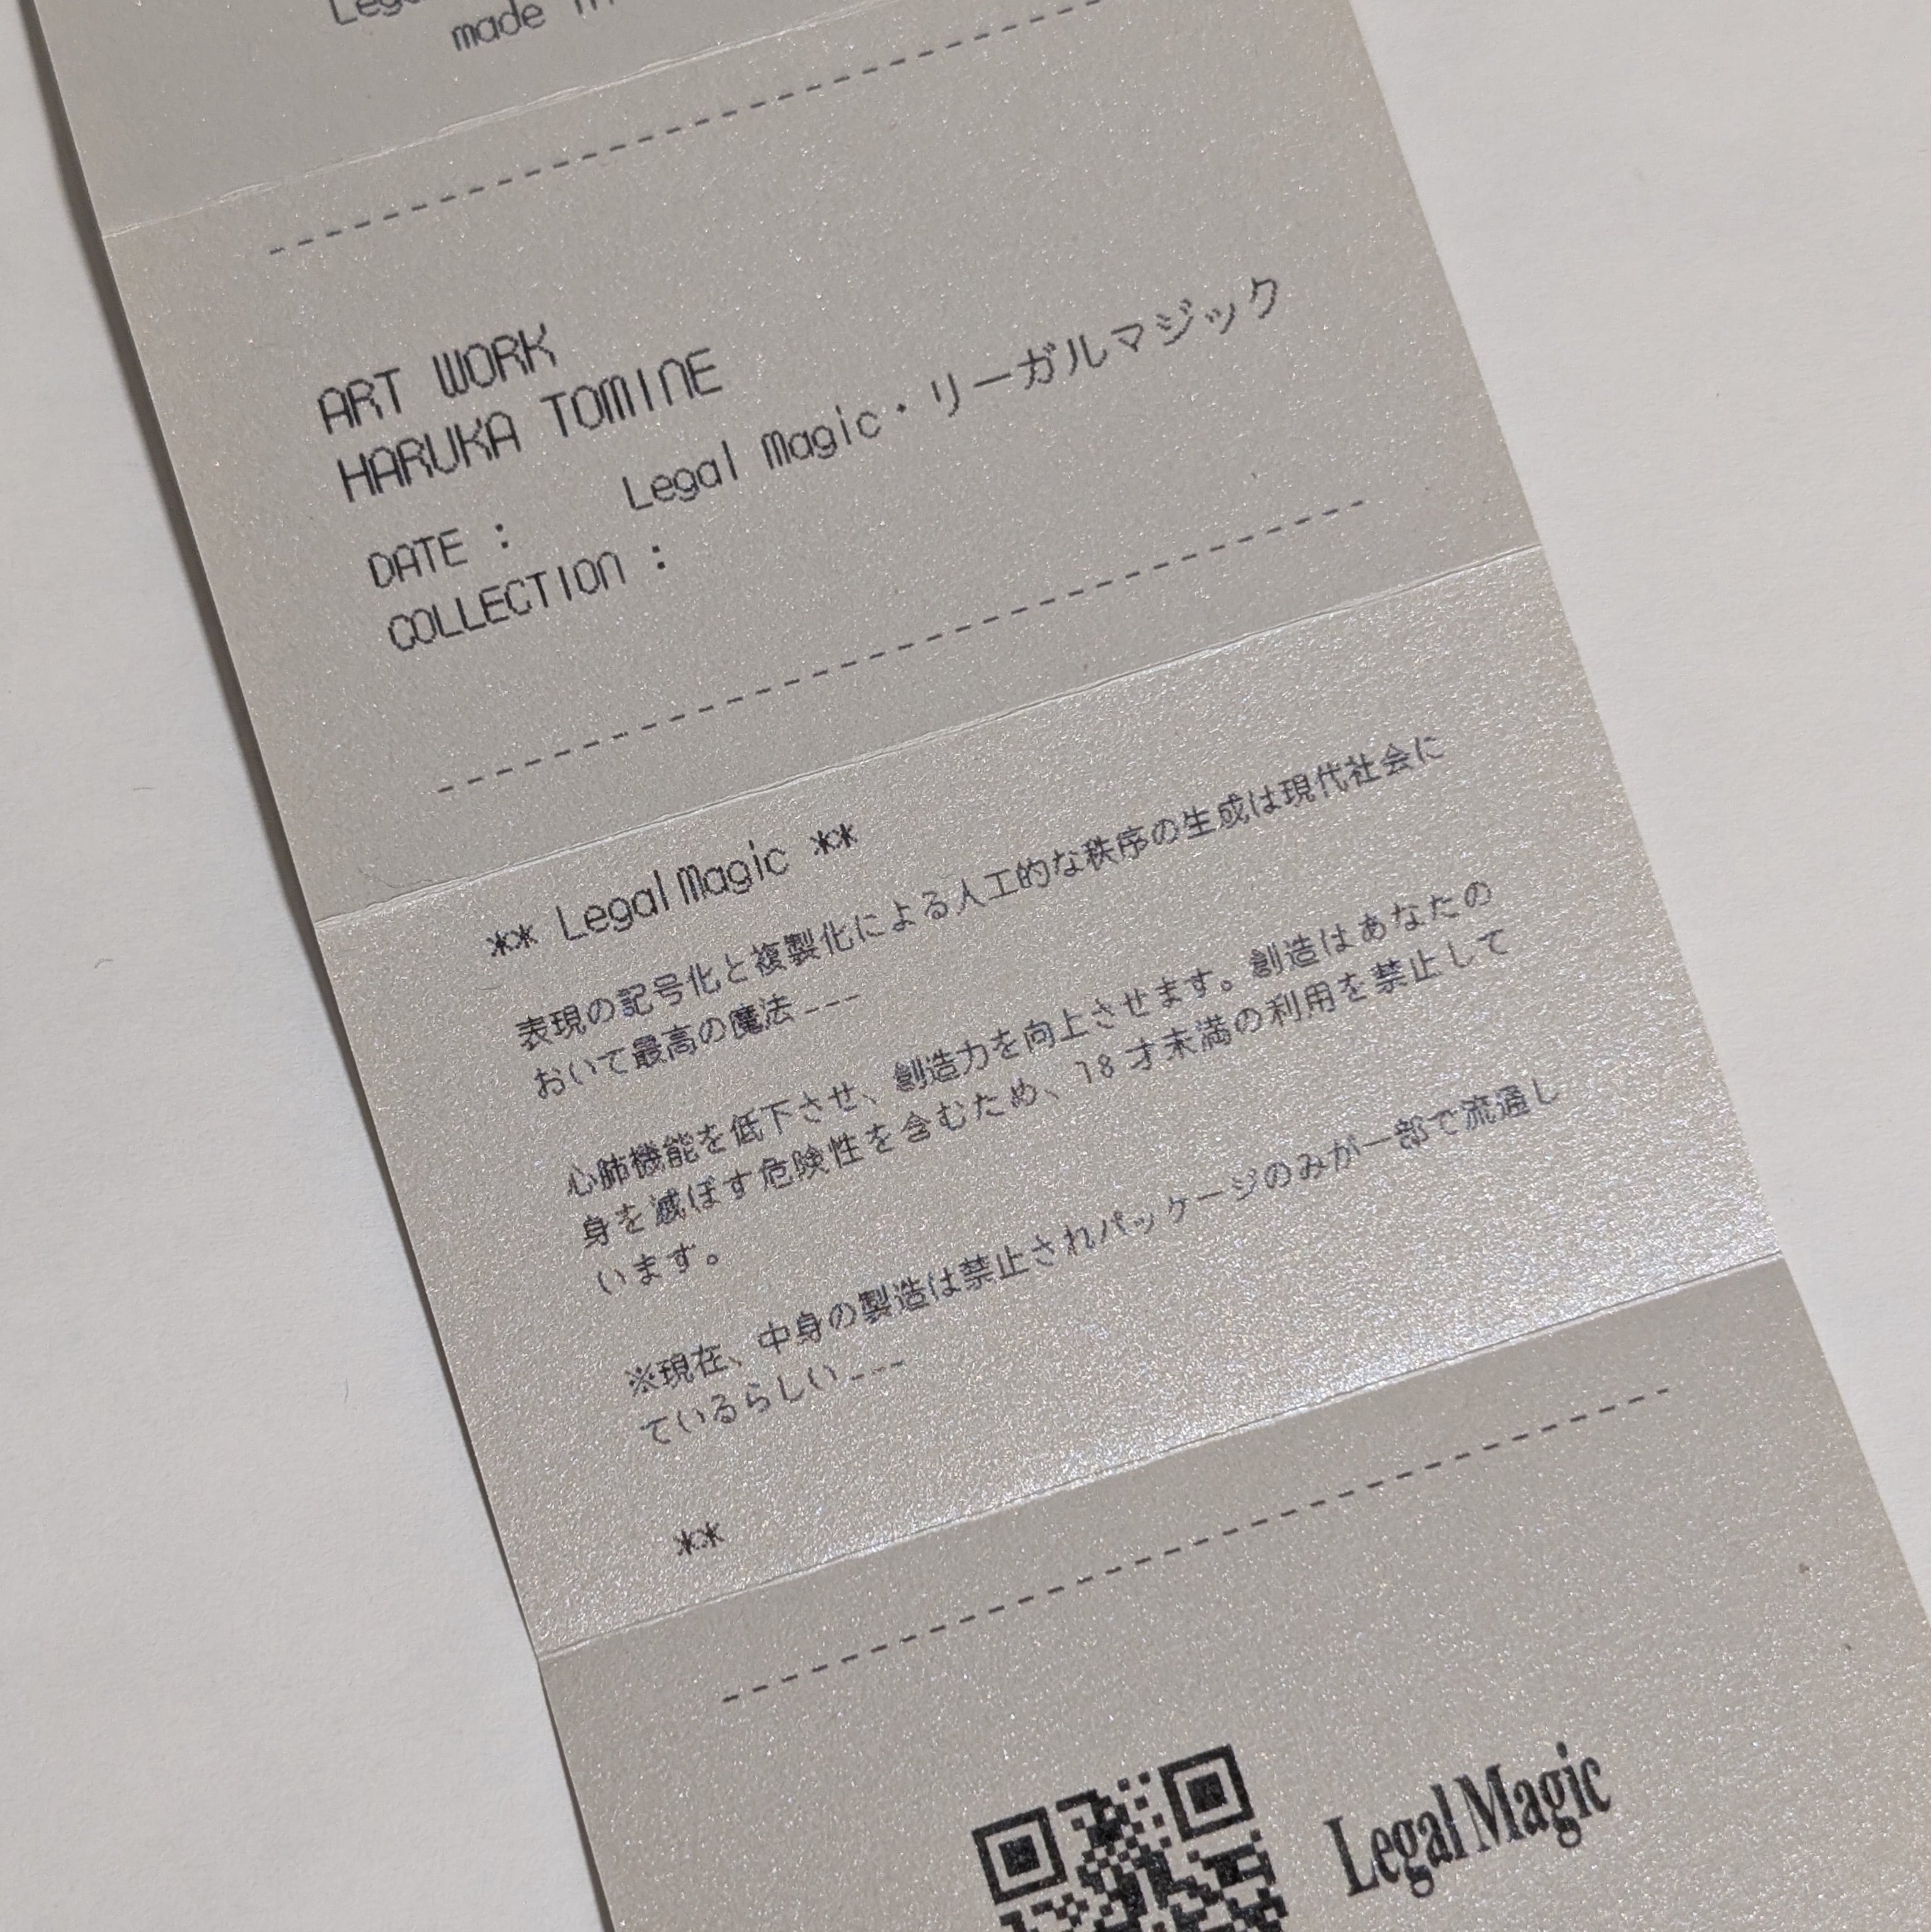 made
ART WORK
HARUKA TOMINE
DATE :
Legal Magic・リーガルマジック
COLLECTION :
** Legal Magic **
表現の記号化と複製化による人工的な秩序の生成は現代社会に
おいて最高の魔法---
心肺機能を低下させ、創造力を向上させます。創造はあなたの
身を滅ぼす危険性を含むため、18才未満の利用を禁止して
います。
※現在、中身の製造は禁止されパッケージのみが一部で流通し
ているらしい---
**
Legal Magic